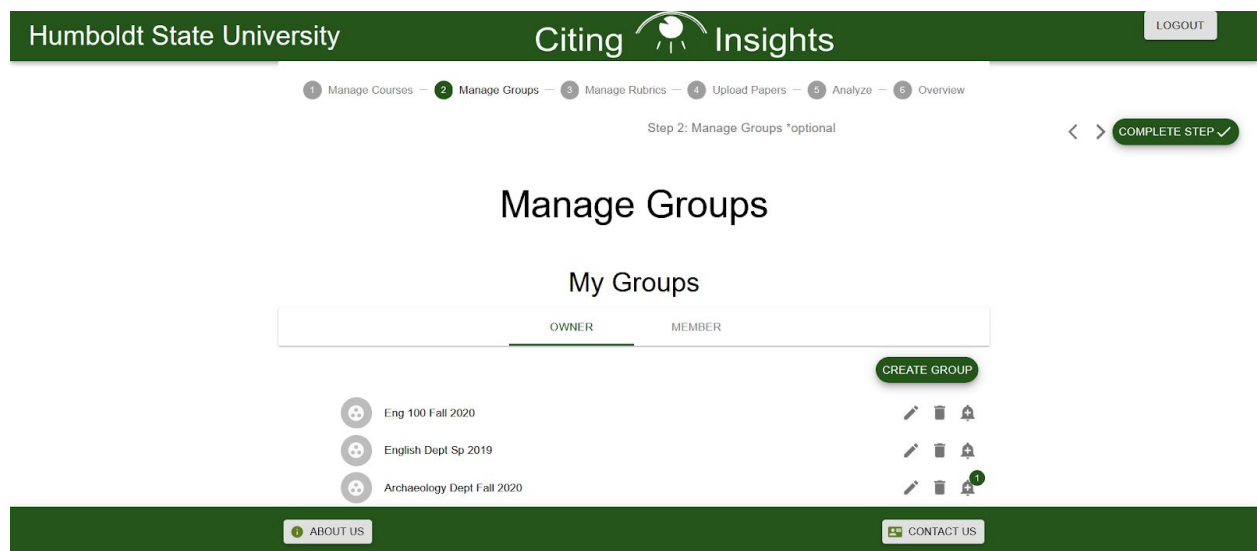 Humboldt State University
Citing Insights
LOGOUT
1 Manage Courses – 2 Manage Groups – 3 Manage Rubrics – 4 Upload Papers – 5 Analyze – 6 Overview
Step 2: Manage Groups *optional
COMPLETE STEP
Manage Groups
My Groups
OWNER MEMBER
CREATE GROUP
Eng 100 Fall 2020
English Dept Sp 2019
Archaeology Dept Fall 2020 1
ABOUT US
CONTACT US